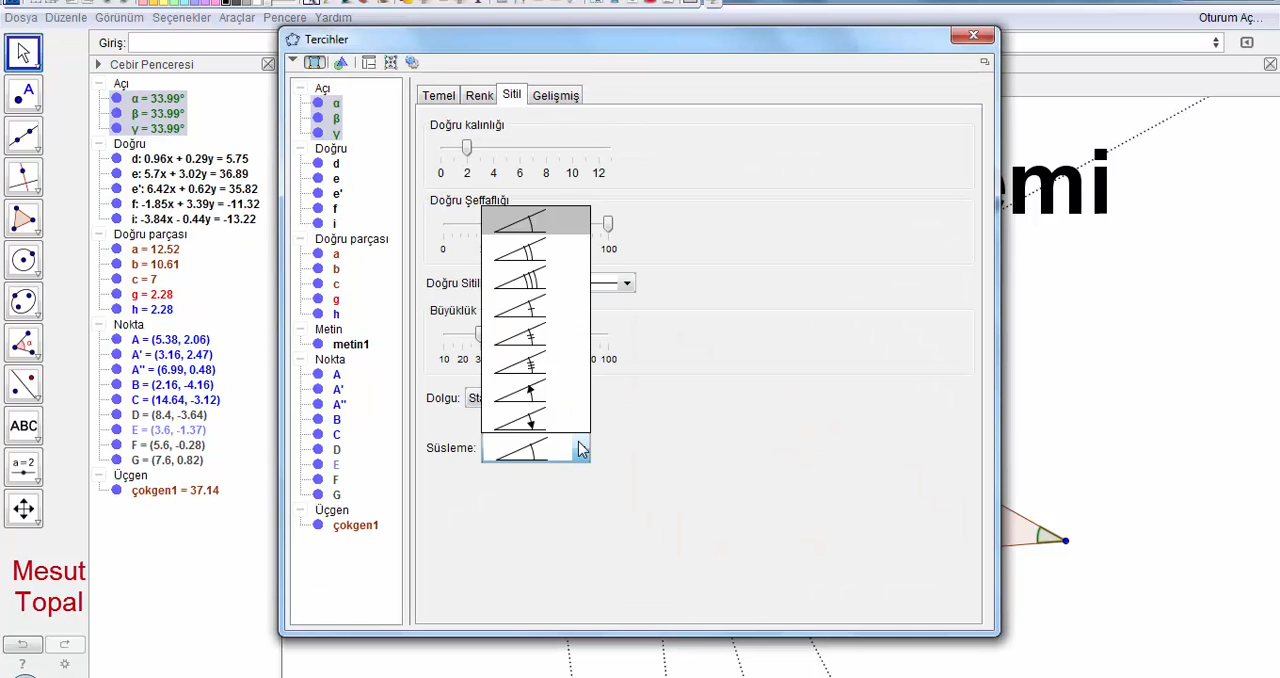 Dosya Düzenle Görünüm Seçenekler Araçlar Pencere Yardım
Oturum Aç...
Giriş:
Cebir Penceresi
Açı
α = 33.99°
β = 33.99°
γ = 33.99°
Doğru
d: 0.96x + 0.29y = 5.75
e: 5.7x + 3.02y = 36.89
e': 6.42x + 0.62y = 35.82
f: -1.85x + 3.39y = -11.32
i: -3.84x - 0.44y = -13.22
Doğru parçası
a = 12.52
b = 10.61
c = 7
g = 2.28
h = 2.28
Nokta
A = (5.38, 2.06)
A' = (3.16, 2.47)
A'' = (6.99, 0.48)
B = (2.16, -4.16)
C = (14.64, -3.12)
D = (8.4, -3.64)
E = (3.6, -1.37)
F = (5.6, -0.28)
G = (7.6, 0.82)
Üçgen
çokgen1 = 37.14
ABC
a=2
Mesut
Topal
?
Tercihler
Açı
α
β
γ
Doğru
d
e
e'
f
i
Doğru parçası
a
b
c
g
h
Metin
metin1
Nokta
A
A'
A''
B
C
D
E
F
G
Üçgen
çokgen1
Temel Renk Sitil Gelişmiş
Doğru kalınlığı
0 2 4 6 8 10 12
Doğru Şeffaflığı
0 100
Doğru Sitil
Büyüklük
10 20 100
Dolgu:
Süsleme:
emi